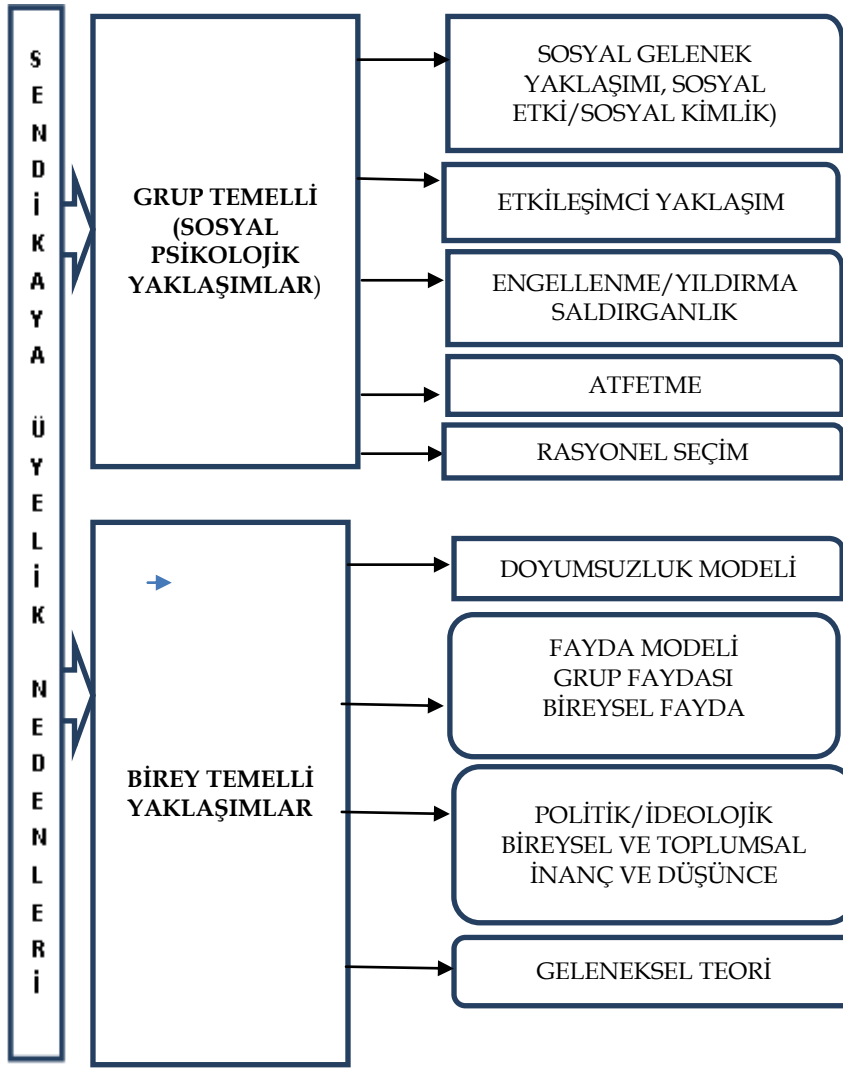 SENDİKAYA ÜYELİK NEDENLERİ
GRUP TEMELLİ
(SOSYAL
PSİKOLOJİK
YAKLAŞIMLAR)
SOSYAL GELENEK
YAKLAŞIMI, SOSYAL
ETKİ/SOSYAL KİMLİK)
ETKİLEŞİMCİ YAKLAŞIM
ENGELLENME/YILDIRMA
SALDIRGANLIK
ATFETME
RASYONEL SEÇİM
BİREY TEMELLİ
YAKLAŞIMLAR
DOYUMSUZLUK MODELİ
FAYDA MODELİ
GRUP FAYDASI
BİREYSEL FAYDA
POLİTİK/İDEOLOJİK
BİREYSEL VE TOPLUMSAL
İNANÇ VE DÜŞÜNCE
GELENEKSEL TEORİ